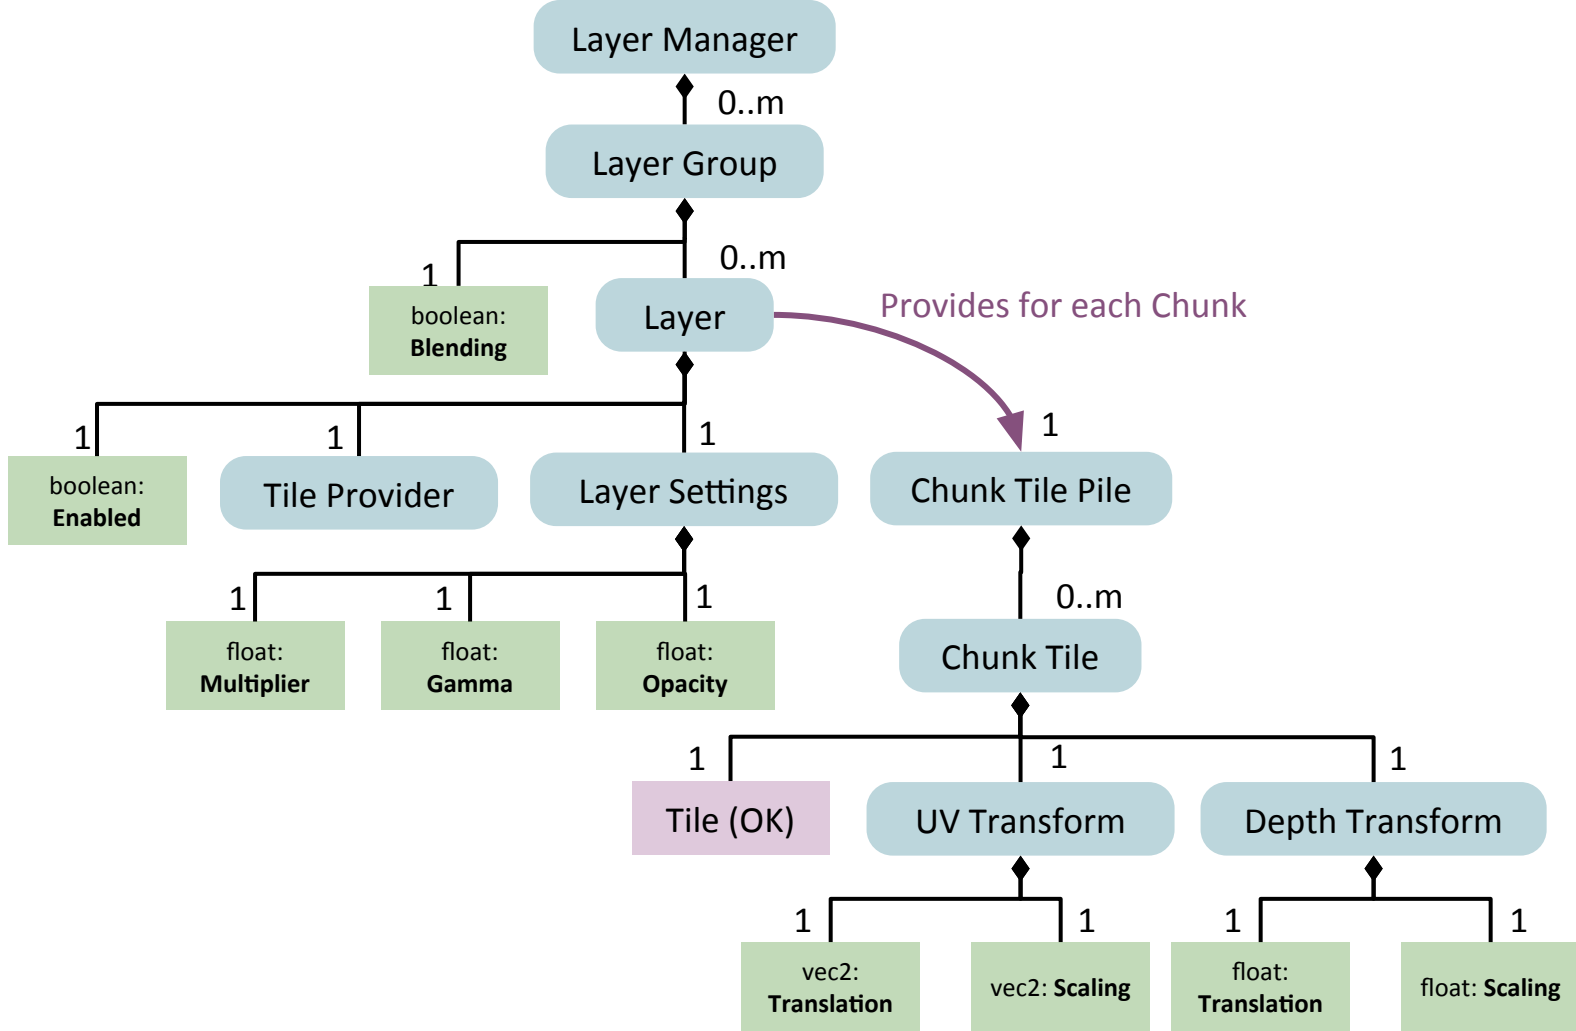 Layer Manager
0..m
Layer Group
1
0..m
boolean:
Blending
Layer
Provides for each Chunk
1
1
1
1
boolean:
Enabled
Tile Provider
Layer Settings
Chunk Tile Pile
1
1
1
0..m
float:
Multiplier
float:
Gamma
float:
Opacity
Chunk Tile
1
1
1
Tile (OK)
UV Transform
Depth Transform
1
1
1
1
vec2:
Translation
vec2: Scaling
float:
Translation
float: Scaling